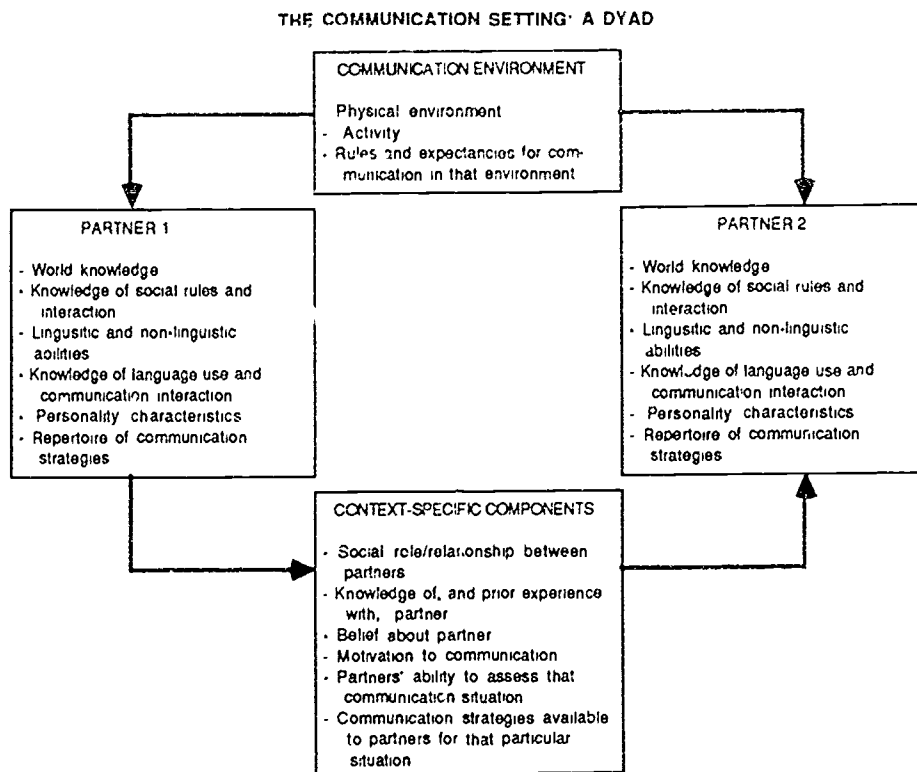 THE COMMUNICATION SETTING: A DYAD
COMMUNICATION ENVIRONMENT
Physical environment
- Activity
- Rules and expectancies for com-
munication in that environment
PARTNER 1
- World knowledge
- Knowledge of social rules and
interaction
- Lingusitic and non-linguistic
abilities
- Knowledge of language use and
communication interaction
- Personality characteristics
- Repertoire of communication
strategies
PARTNER 2
- World knowledge
- Knowledge of social rules and
interaction
- Lingusitic and non-linguistic
abilities
- Knowledge of language use and
communication interaction
- Personality characteristics
- Repertoire of communication
strategies
CONTEXT-SPECIFIC COMPONENTS
- Social role/relationship between
partners
- Knowledge of, and prior experience
with, partner
- Belief about partner
- Motivation to communication
- Partners' ability to assess that
communication situation
- Communication strategies available
to partners for that particular
situation